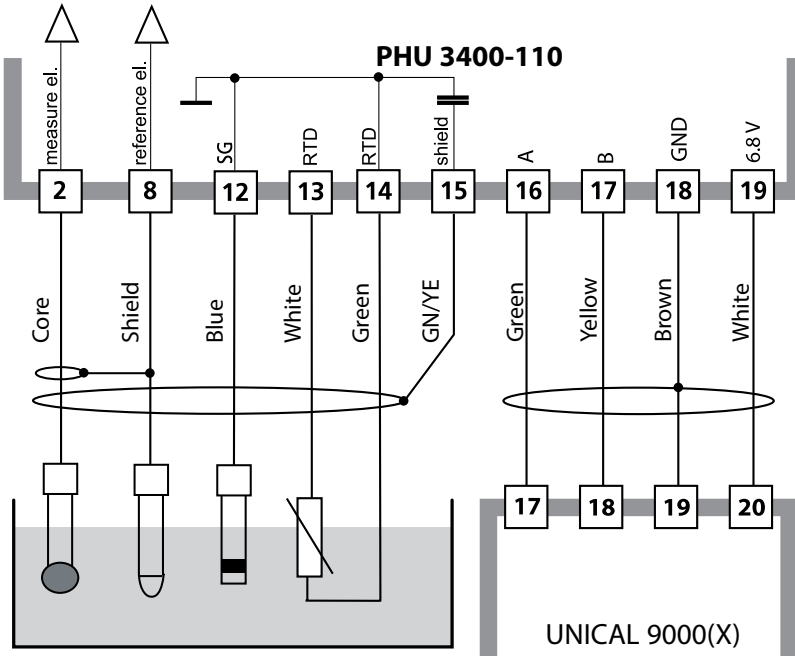 PHU 3400-110
measure el.
reference el.
SG
RTD
RTD
shield
A
B
GND
6.8 V
2
8
12
13
14
15
16
17
18
19
Core
Shield
Blue
White
Green
GN/YE
Green
Yellow
Brown
White
17
18
19
20
UNICAL 9000(X)